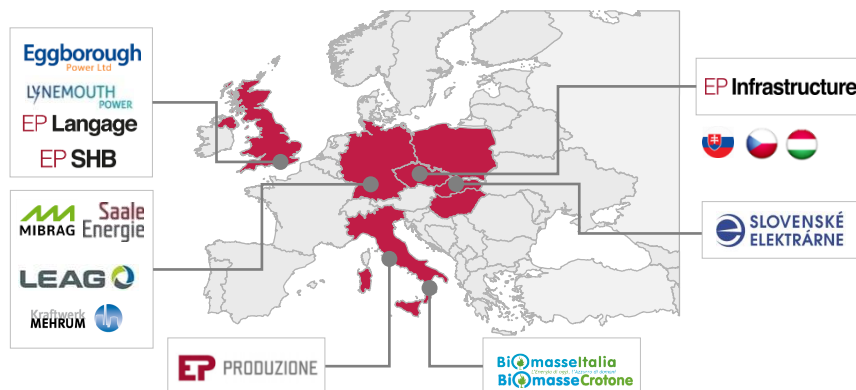 Eggborough
Power Ltd
LYNEMOUTH
POWER
EP Langage
EP SHB
EP Infrastructure
MIBRAG
Saale
Energie
LEAG
Kraftwerk
MEHRUM
SLOVENSKÉ
ELEKTRÁRNE
EP PRODUZIONE
BiomasseItalia
BiomasseCrotone